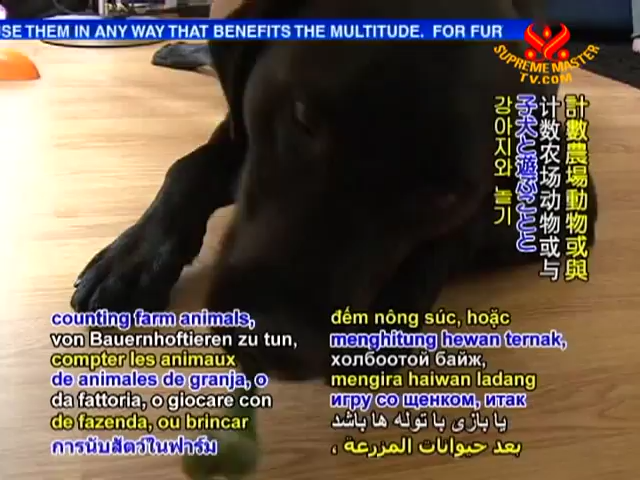 SE THEM IN ANY WAY THAT BENEFITS THE MULTITUDE. FOR FUR
SUPREME MASTER
TV.COM
計數農場動物或與
计数农场动物或与
子犬と遊ぶことと
강아지와 놀기
counting farm animals,
von Bauernhoftieren zu tun,
compter les animaux
de animales de granja, o
da fattoria, o giocare con
de fazenda, ou brincar
การนับสัตว์ในฟาร์ม
đếm nông súc, hoặc
menghitung hewan ternak,
холбоотой байж,
mengira haiwan ladang
игру со щенком, итак
یا بازی با توله ها باشد
بعد حيوانات المزرعة ،